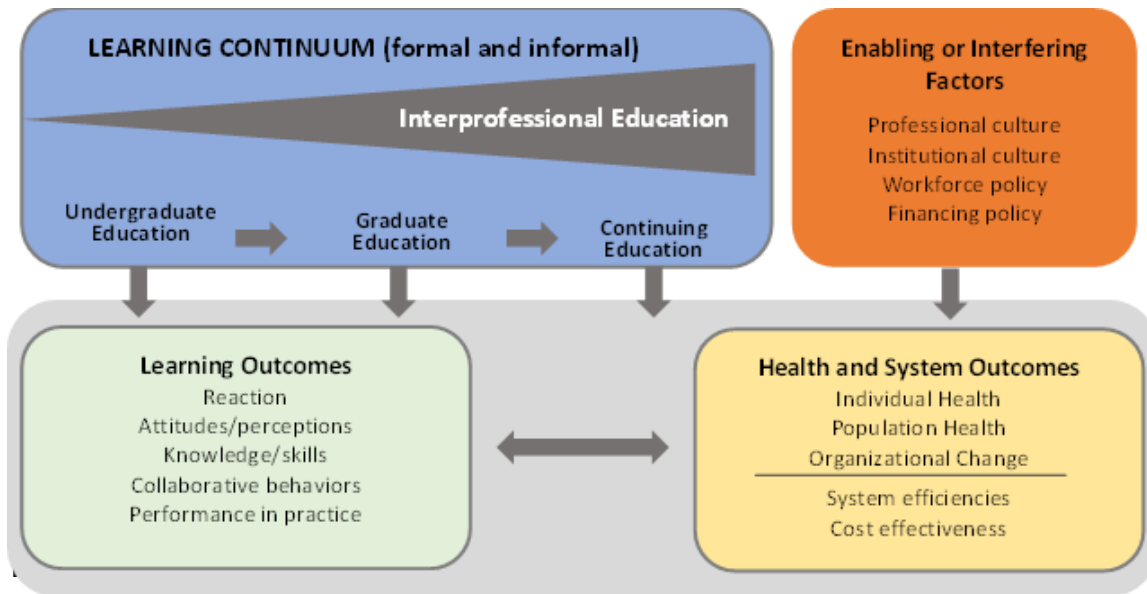 LEARNING CONTINUUM (formal and informal)
Interprofessional Education
Undergraduate
Education
Graduate
Education
Continuing
Education
Enabling or Interfering
Factors
Professional culture
Institutional culture
Workforce policy
Financing policy
Learning Outcomes
Reaction
Attitudes/perceptions
Knowledge/skills
Collaborative behaviors
Performance in practice
Health and System Outcomes
Individual Health
Population Health
Organizational Change
System efficiencies
Cost effectiveness